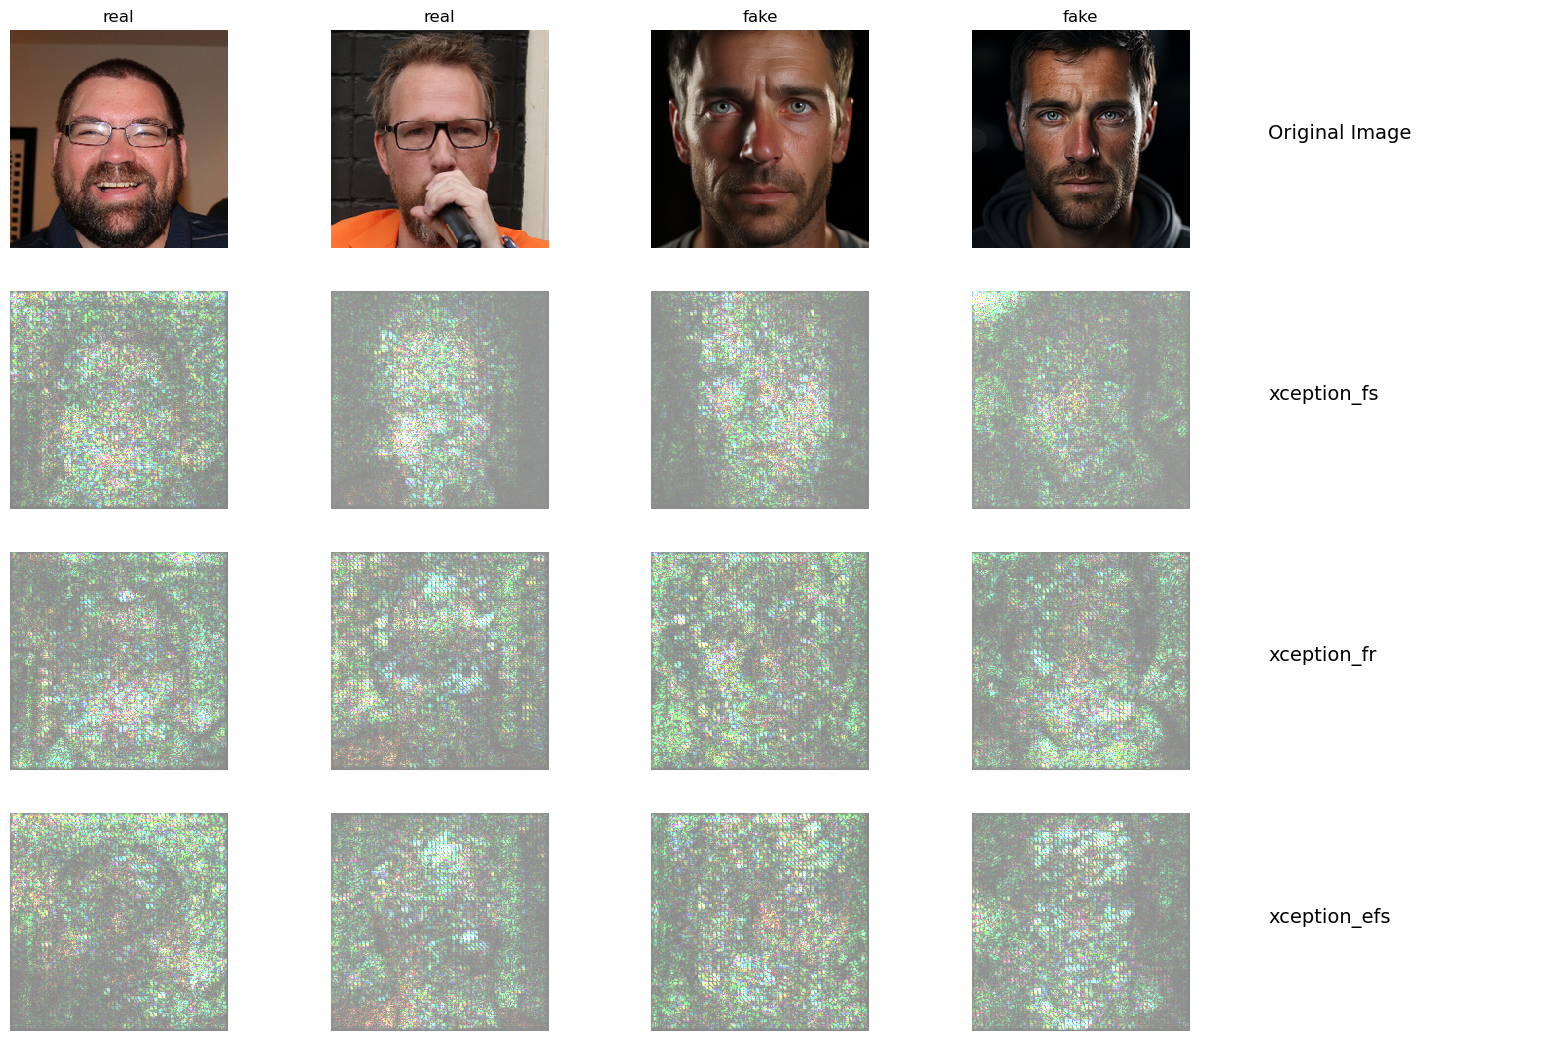 real
real
fake
fake
Original Image
xception_fs
xception_fr
xception_efs